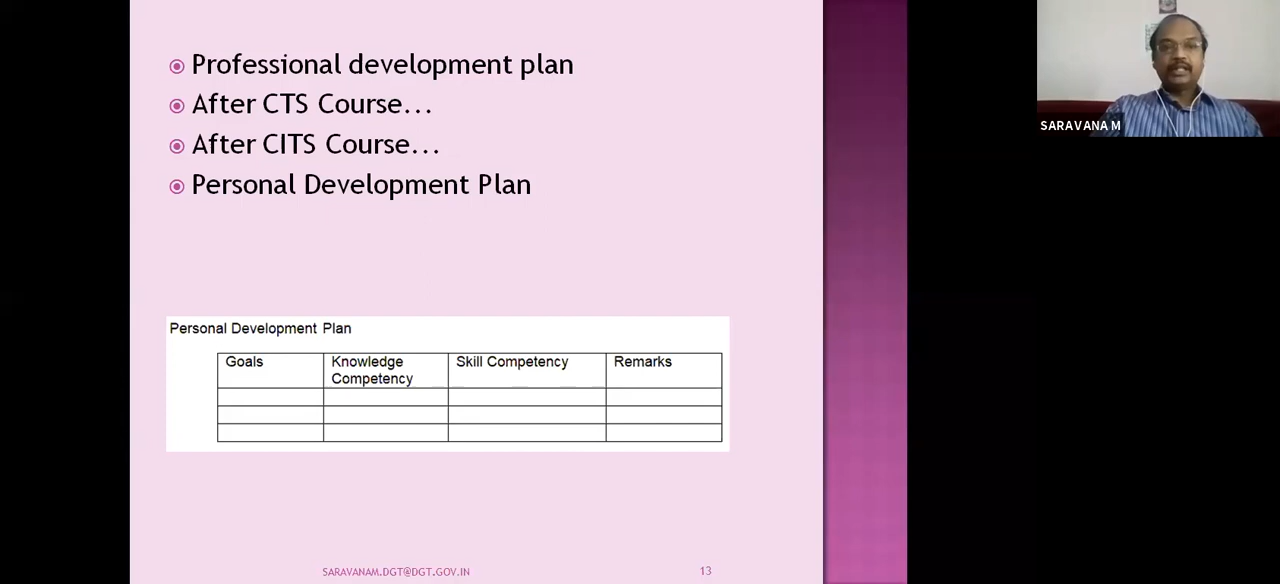 Professional development plan
After CTS Course...
After CITS Course...
Personal Development Plan
Personal Development Plan
Goals Knowledge Competency Skill Competency Remarks
SARAVANAM.DGT@DGT.GOV.IN 13
SARAVANA M